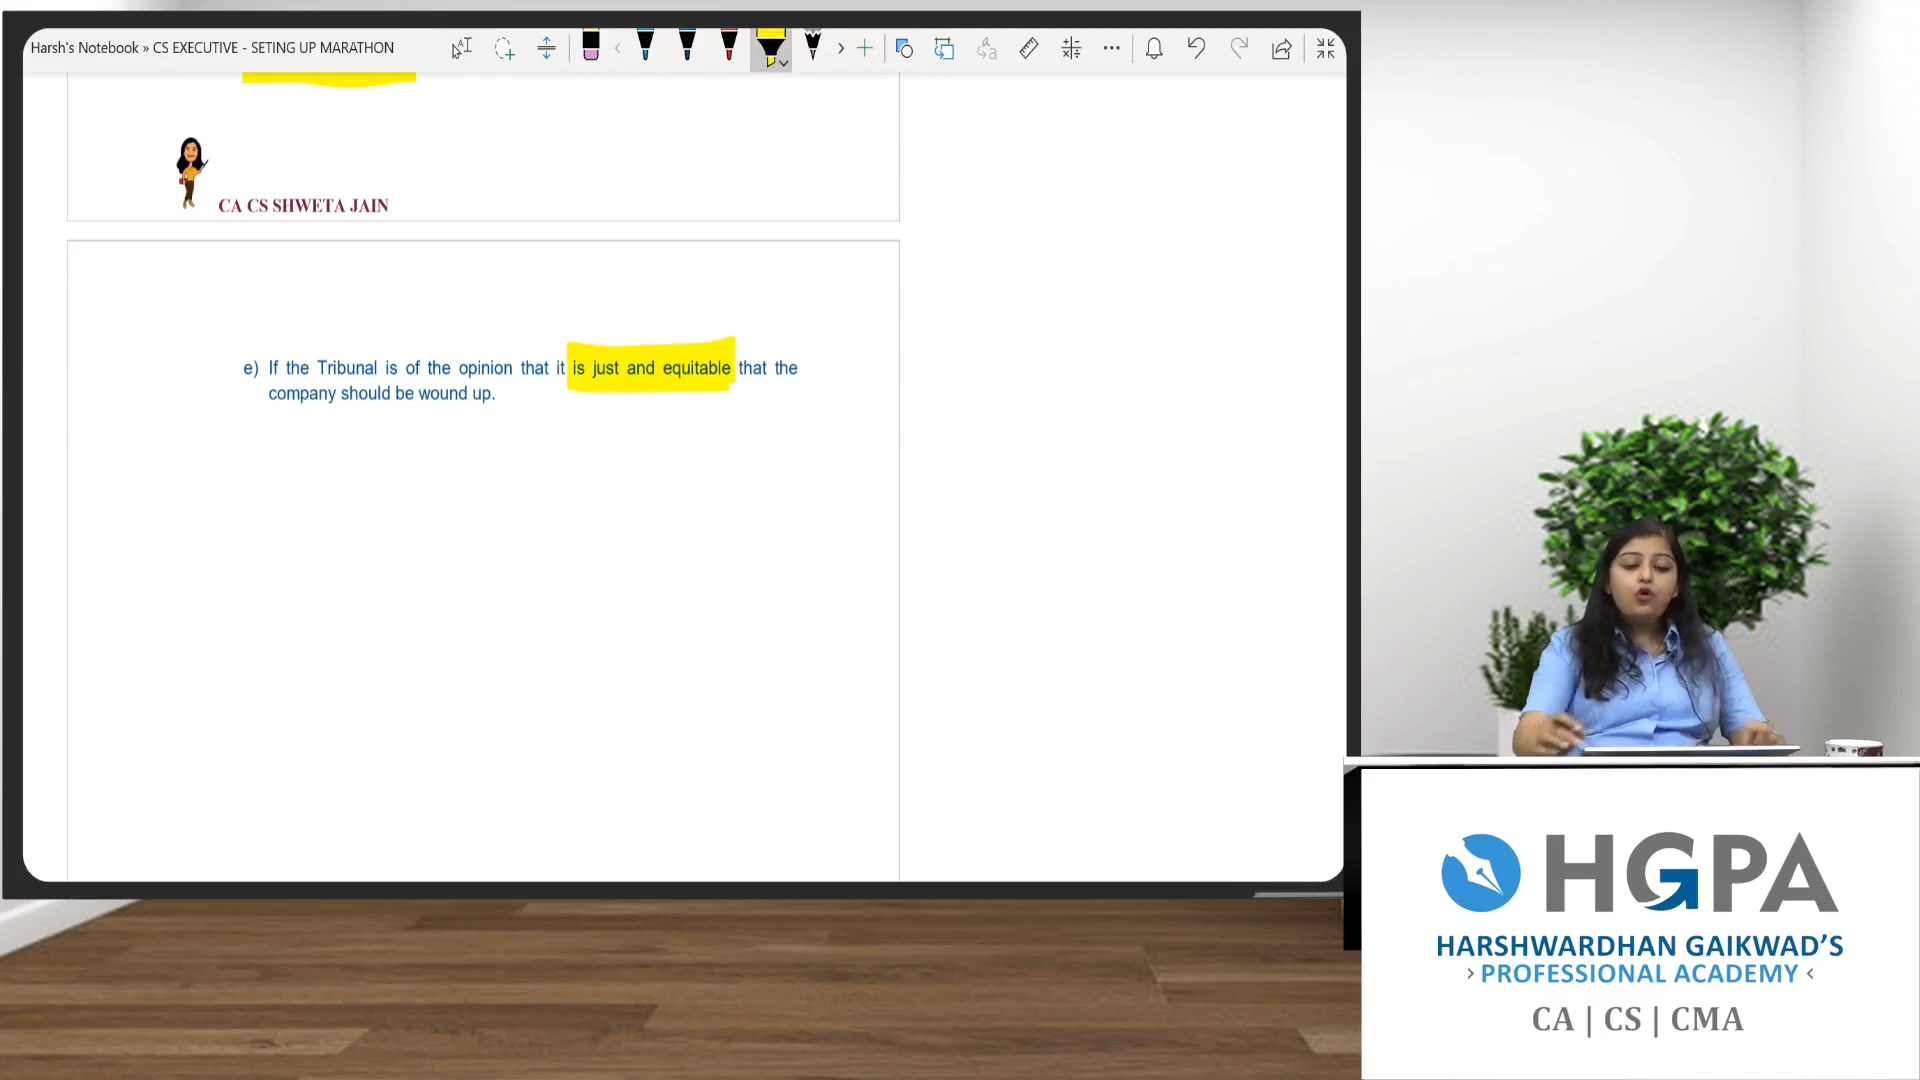 Harsh's Notebook » CS EXECUTIVE - SETING UP MARATHON
CA CS SHWETA JAIN
e) If the Tribunal is of the opinion that it is just and equitable that the
company should be wound up.
HGPA
HARSHWARDHAN GAIKWAD'S
› PROFESSIONAL ACADEMY ‹
CA | CS | CMA